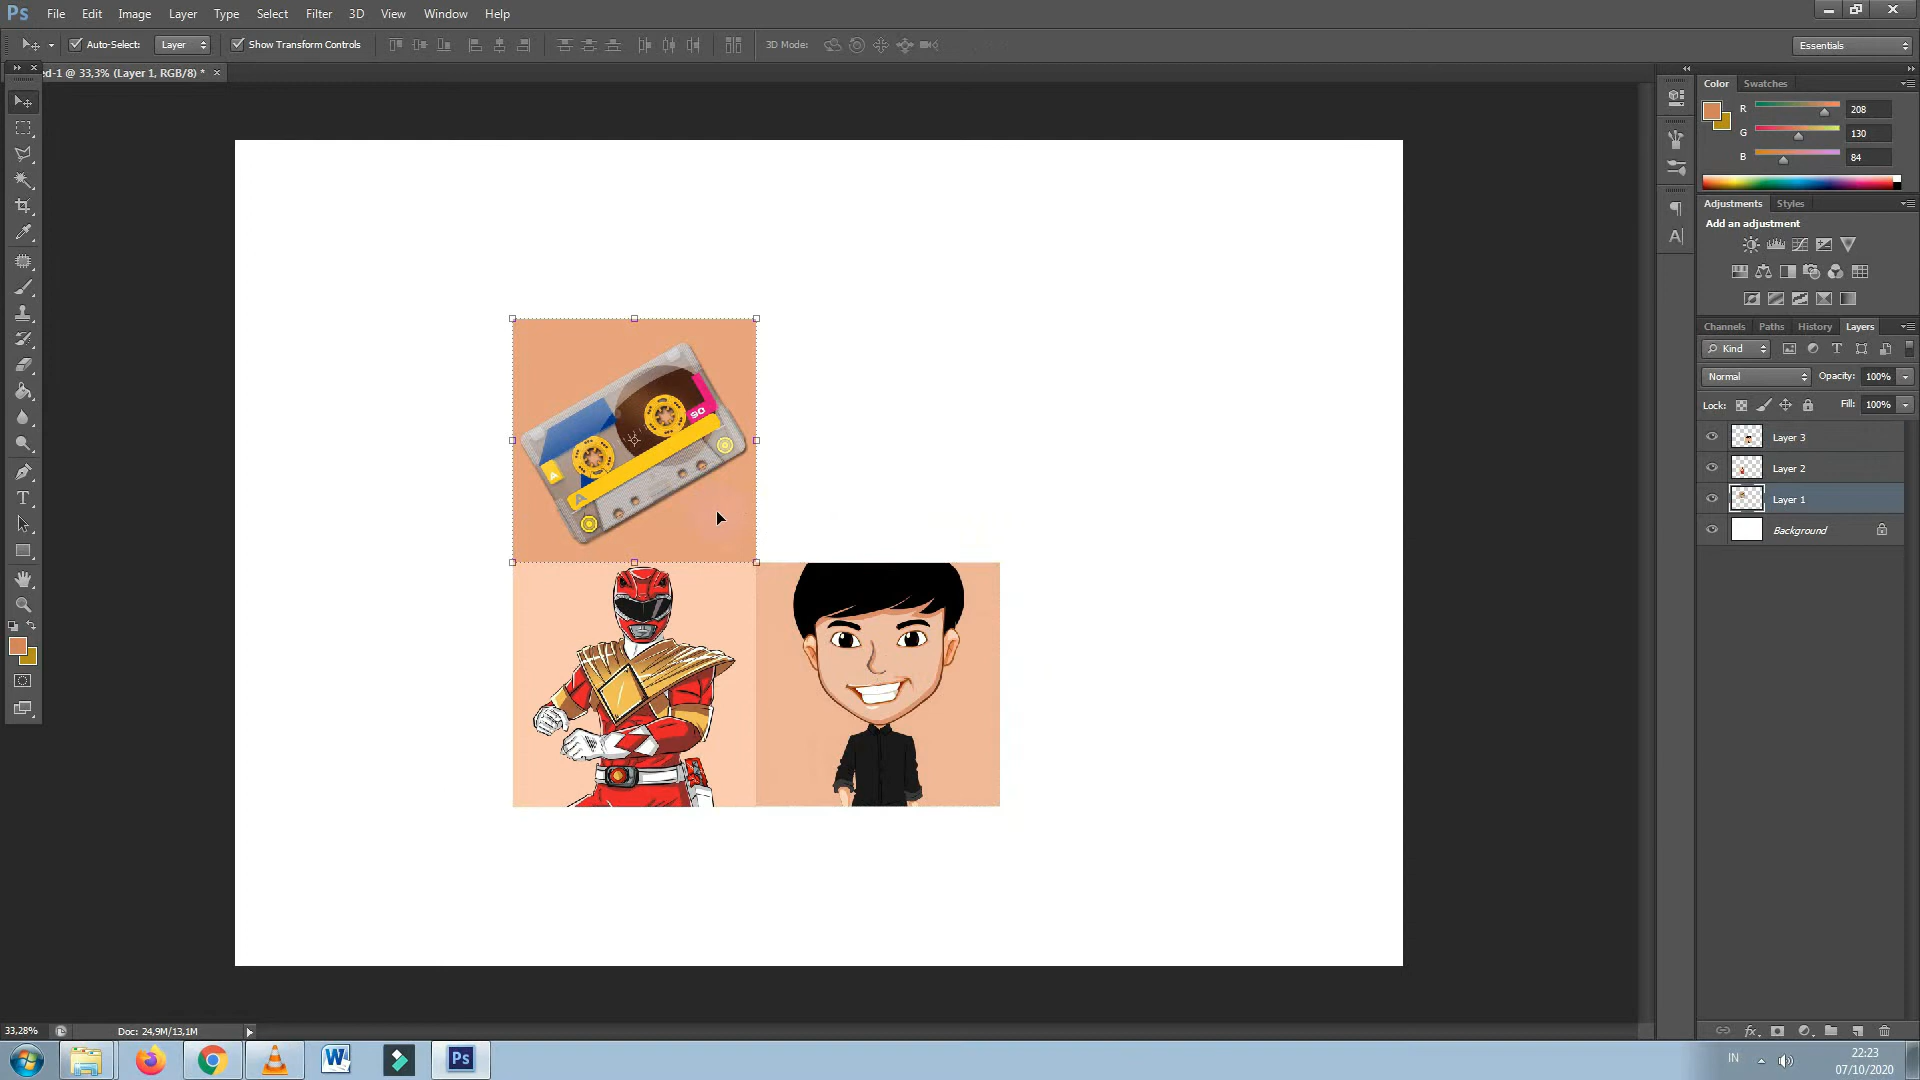 Ps File Edit Image Layer Type Select Filter 3D View Window Help
Auto-Select: Layer Show Transform Controls 3D Mode: Essentials
ed-1 @ 33,3% (Layer 1, RGB/8) *
Color Swatches
R 208
G 130
B 84
Adjustments Styles
Add an adjustment
Channels Paths History Layers
Kind
Normal Opacity: 100%
Lock: Fill: 100%
Layer 3
Layer 2
Layer 1
Background
A
A
33,28% Doc: 24,9M/13,1M
Ps
IN 22:23
07/10/2020